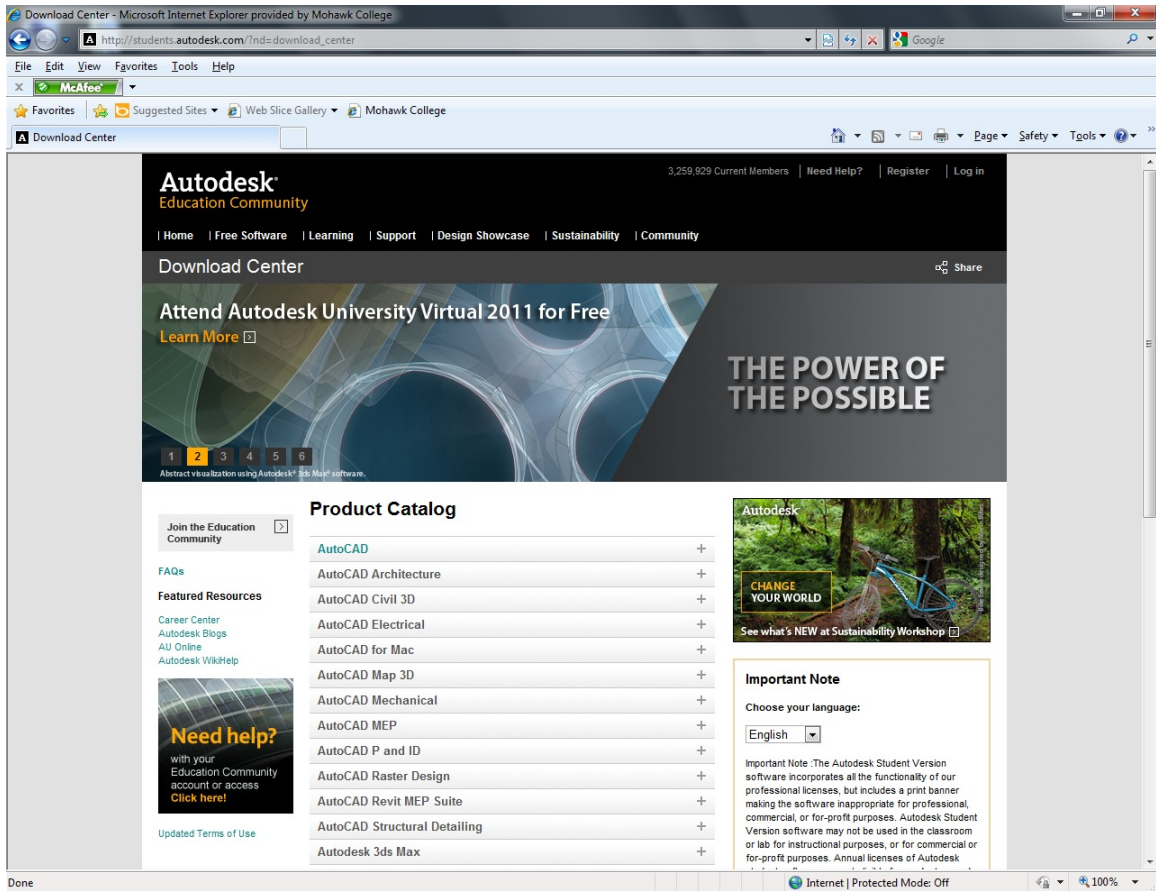 Download Center - Microsoft Internet Explorer provided by Mohawk College
http://students.autodesk.com/?nd=download_center
Google
File Edit View Favorites Tools Help
X McAfee
Favorites Suggested Sites Web Slice Gallery Mohawk College
Download Center
Page Safety Tools
Autodesk
3,259,929 Current Members | Need Help? | Register | Log in
Education Community
| Home | Free Software | Learning | Support | Design Showcase | Sustainability | Community
Download Center
Share
Attend Autodesk University Virtual 2011 for Free
Learn More
THE POWER OF
THE POSSIBLE
1 2 3 4 5 6
Abstract visualization using Autodesk® 3ds Max® software.
Join the Education
Community
FAQs
Featured Resources
Career Center
Autodesk Blogs
AU Online
Autodesk WikiHelp
Need help?
with your
Education Community
account or access
Click here!
Updated Terms of Use
Product Catalog
AutoCAD +
AutoCAD Architecture +
AutoCAD Civil 3D +
AutoCAD Electrical +
AutoCAD for Mac +
AutoCAD Map 3D +
AutoCAD Mechanical +
AutoCAD MEP +
AutoCAD P and ID +
AutoCAD Raster Design +
AutoCAD Revit MEP Suite +
AutoCAD Structural Detailing +
Autodesk 3ds Max +
Autodesk
CHANGE
YOUR WORLD
See what's NEW at Sustainability Workshop
Important Note
Choose your language:
English
Important Note :The Autodesk Student Version
software incorporates all the functionality of our
professional licenses, but includes a print banner
making the software inappropriate for professional,
commercial, or for-profit purposes. Autodesk Student
Version software may not be used in the classroom
or lab for instructional purposes, or for commercial or
for-profit purposes. Annual licenses of Autodesk
Done
Internet | Protected Mode: Off
100%